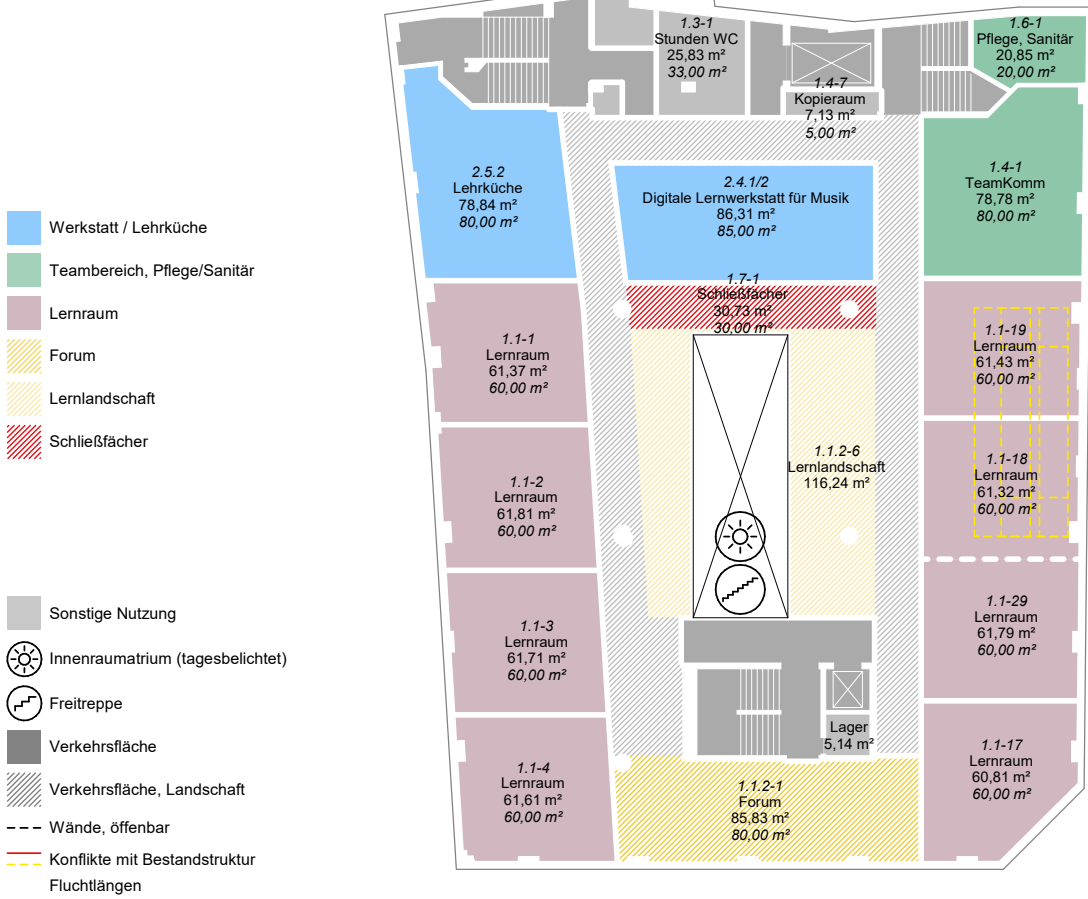 1.3-1
Stunden WC
25,83 m²
33,00 m²
1.6-1
Pflege, Sanitär
20,85 m²
20,00 m²
1.4-7
Kopieraum
7,13 m²
5,00 m²
2.5.2
Lehrküche
78,84 m²
80,00 m²
2.4.1/2
Digitale Lernwerkstatt für Musik
86,31 m²
85,00 m²
1.4-1
TeamKomm
78,78 m²
80,00 m²
1.7-1
Schließfächer
30,73 m²
30,00 m²
1.1-1
Lernraum
61,37 m²
60,00 m²
1.1-19
Lernraum
61,43 m²
60,00 m²
1.1.2-6
Lernlandschaft
116,24 m²
1.1-2
Lernraum
61,81 m²
60,00 m²
1.1-18
Lernraum
61,32 m²
60,00 m²
1.1-3
Lernraum
61,71 m²
60,00 m²
1.1-29
Lernraum
61,79 m²
60,00 m²
Lager
5,14 m²
1.1-4
Lernraum
61,61 m²
60,00 m²
1.1.2-1
Forum
85,83 m²
80,00 m²
1.1-17
Lernraum
60,81 m²
60,00 m²
Werkstatt / Lehrküche
Teambereich, Pflege/Sanitär
Lernraum
Forum
Lernlandschaft
Schließfächer
Sonstige Nutzung
Innenraumatrium (tagesbelichtet)
Freitreppe
Verkehrsfläche
Verkehrsfläche, Landschaft
Wände, öffenbar
Konflikte mit Bestandstruktur
Fluchtlängen